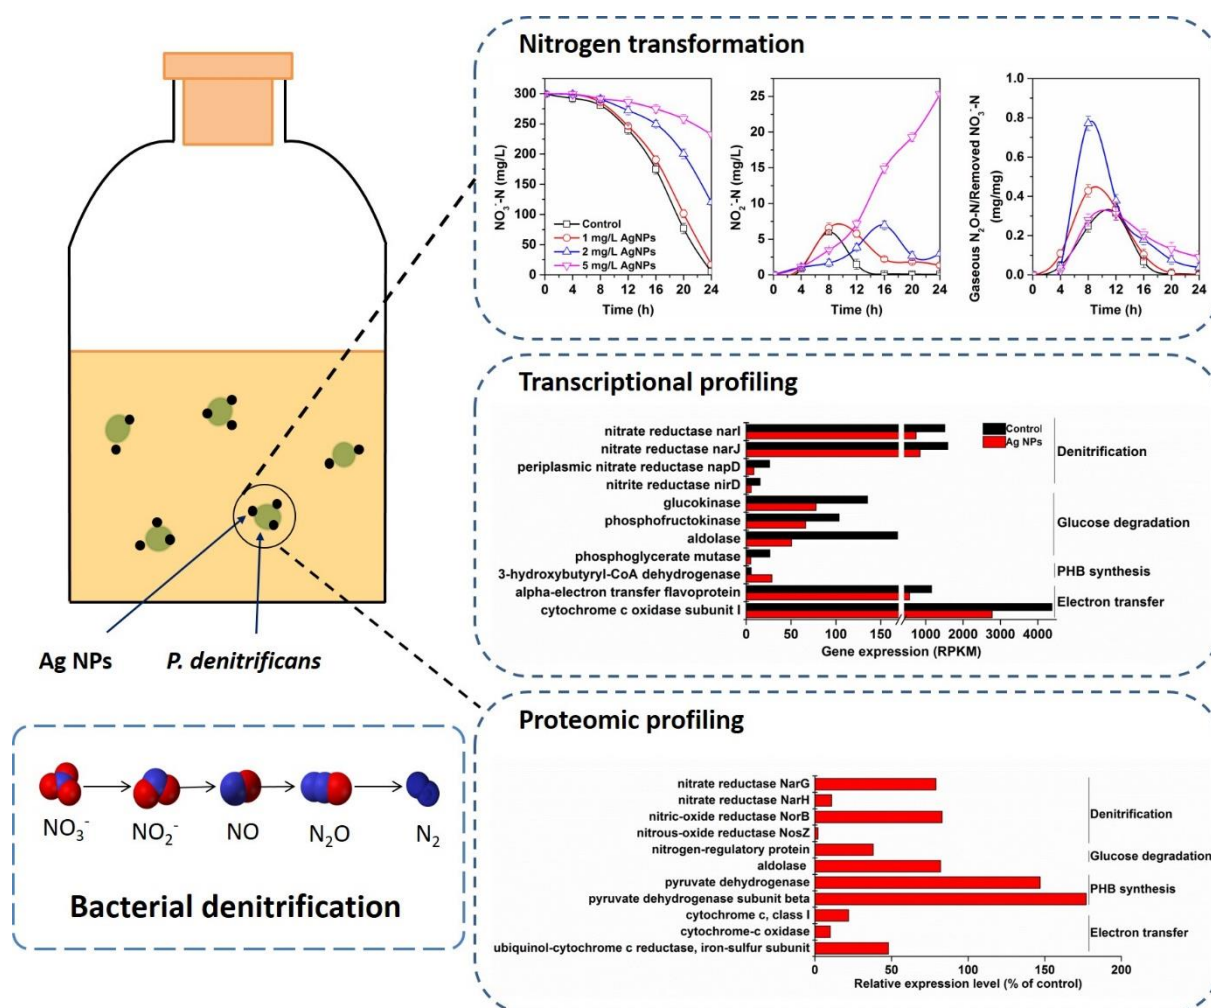 Nitrogen transformation
NO₃⁻-N (mg/L)
300
250
200
150
100
50
0
Control
1 mg/L AgNPs
2 mg/L AgNPs
5 mg/L AgNPs
0 4 8 12 16 20 24
Time (h)
NO₂⁻-N (mg/L)
25
20
15
10
5
0
0 4 8 12 16 20 24
Time (h)
Gaseous N₂O-N/Removed NO₃⁻-N
(mg/mg)
1.0
0.8
0.6
0.4
0.2
0.0
0 4 8 12 16 20 24
Time (h)
Transcriptional profiling
nitrate reductase narI
nitrate reductase narJ
periplasmic nitrate reductase napD
nitrite reductase nirD
glucokinase
phosphofructokinase
aldolase
phosphoglycerate mutase
3-hydroxybutyryl-CoA dehydrogenase
alpha-electron transfer flavoprotein
cytochrome c oxidase subunit I
Control
Ag NPs
Denitrification
Glucose degradation
PHB synthesis
Electron transfer
0 50 100 150 1000 2000 3000 4000
Gene expression (RPKM)
Ag NPs
P. denitrificans
Proteomic profiling
nitrate reductase NarG
nitrate reductase NarH
nitric-oxide reductase NorB
nitrous-oxide reductase NosZ
nitrogen-regulatory protein
aldolase
pyruvate dehydrogenase
pyruvate dehydrogenase subunit beta
cytochrome c, class I
cytochrome-c oxidase
ubiquinol-cytochrome c reductase, iron-sulfur subunit
Denitrification
Glucose degradation
PHB synthesis
Electron transfer
0 50 100 150 200
Relative expression level (% of control)
NO₃⁻
NO₂⁻
NO
N₂O
N₂
Bacterial denitrification